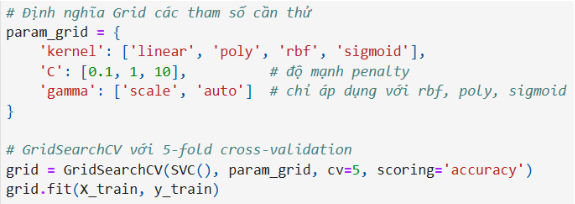 # Định nghĩa Grid các tham số cần thử
param_grid = {
    'kernel': ['linear', 'poly', 'rbf', 'sigmoid'],
    'C': [0.1, 1, 10],           # độ mạnh penalty
    'gamma': ['scale', 'auto']  # chỉ áp dụng với rbf, poly, sigmoid
}

# GridSearchCV với 5-fold cross-validation
grid = GridSearchCV(SVC(), param_grid, cv=5, scoring='accuracy')
grid.fit(X_train, y_train)